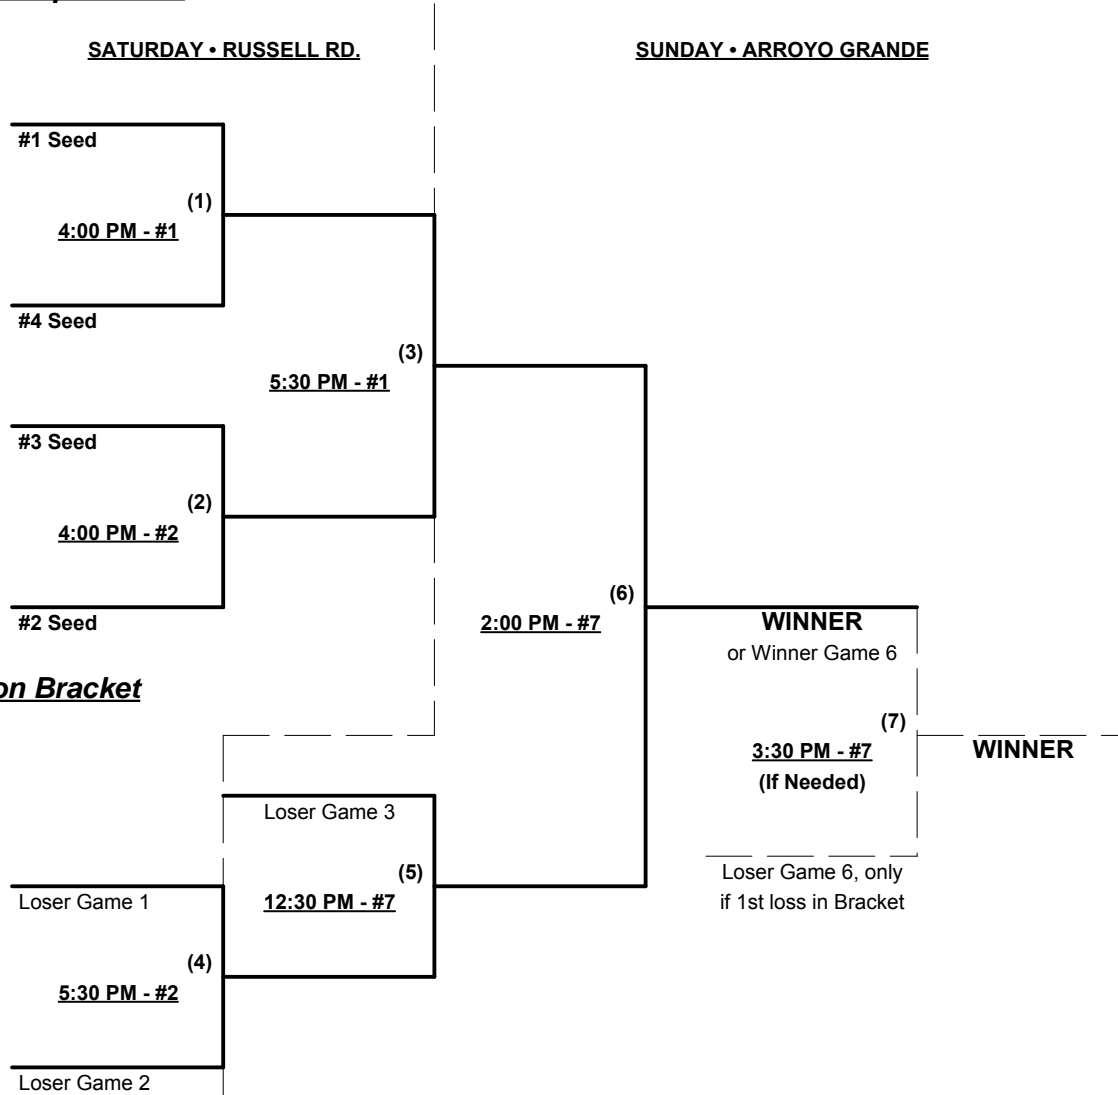 SATURDAY • RUSSELL RD.
SUNDAY • ARROYO GRANDE
#1 Seed
(1)
4:00 PM - #1
#4 Seed
(3)
5:30 PM - #1
#3 Seed
(2)
4:00 PM - #2
#2 Seed
(6)
2:00 PM - #7
WINNER
or Winner Game 6
on Bracket
(7)
3:30 PM - #7
(If Needed)
WINNER
Loser Game 3
(5)
12:30 PM - #7
Loser Game 6, only
if 1st loss in Bracket
Loser Game 1
(4)
5:30 PM - #2
Loser Game 2